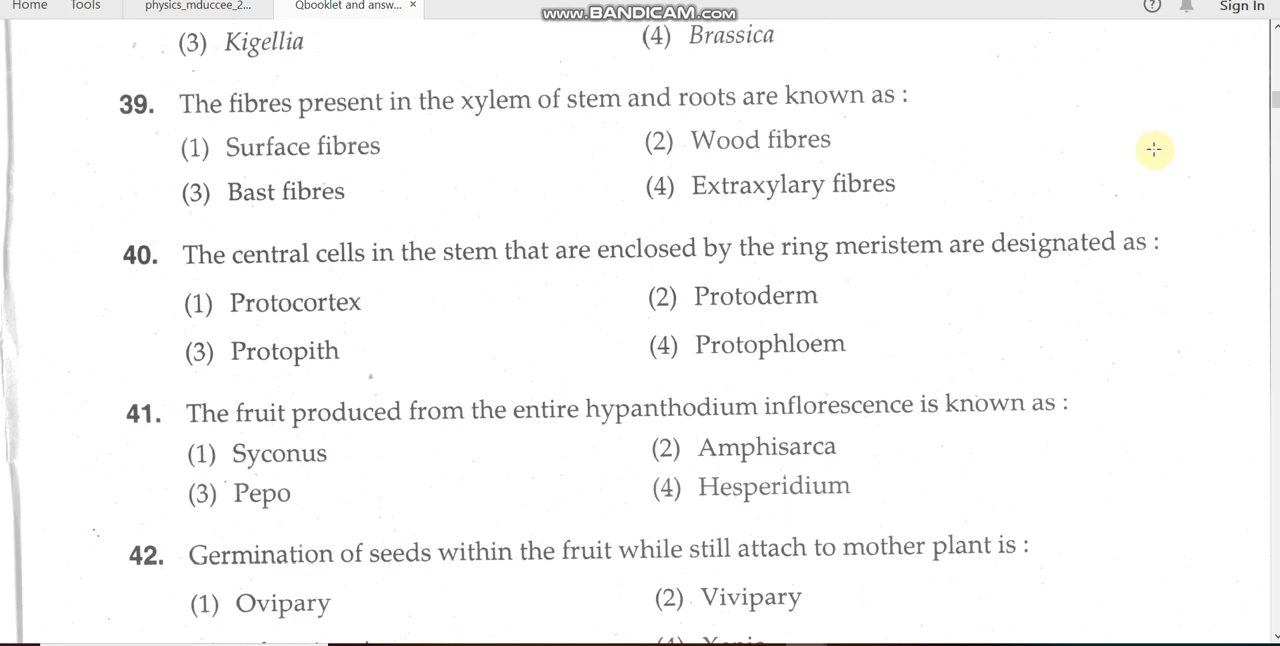 Home Tools physics_mduccee_2... Qbooklet and answ... × www.BANDICAM.com ? Sign In
(3) Kigellia (4) Brassica
39. The fibres present in the xylem of stem and roots are known as :
(1) Surface fibres (2) Wood fibres
(3) Bast fibres (4) Extraxylary fibres
40. The central cells in the stem that are enclosed by the ring meristem are designated as :
(1) Protocortex (2) Protoderm
(3) Protopith (4) Protophloem
41. The fruit produced from the entire hypanthodium inflorescence is known as :
(1) Syconus (2) Amphisarca
(3) Pepo (4) Hesperidium
42. Germination of seeds within the fruit while still attach to mother plant is :
(1) Ovipary (2) Vivipary